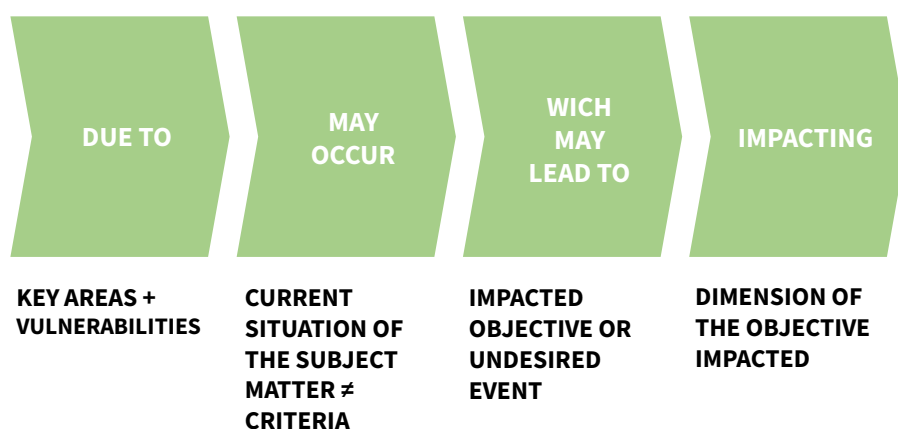 DUE TO
MAY
OCCUR
WICH
MAY
LEAD TO
IMPACTING
KEY AREAS +
VULNERABILITIES
CURRENT
SITUATION OF
THE SUBJECT
MATTER ≠
CRITERIA
IMPACTED
OBJECTIVE OR
UNDESIRED
EVENT
DIMENSION OF
THE OBJECTIVE
IMPACTED